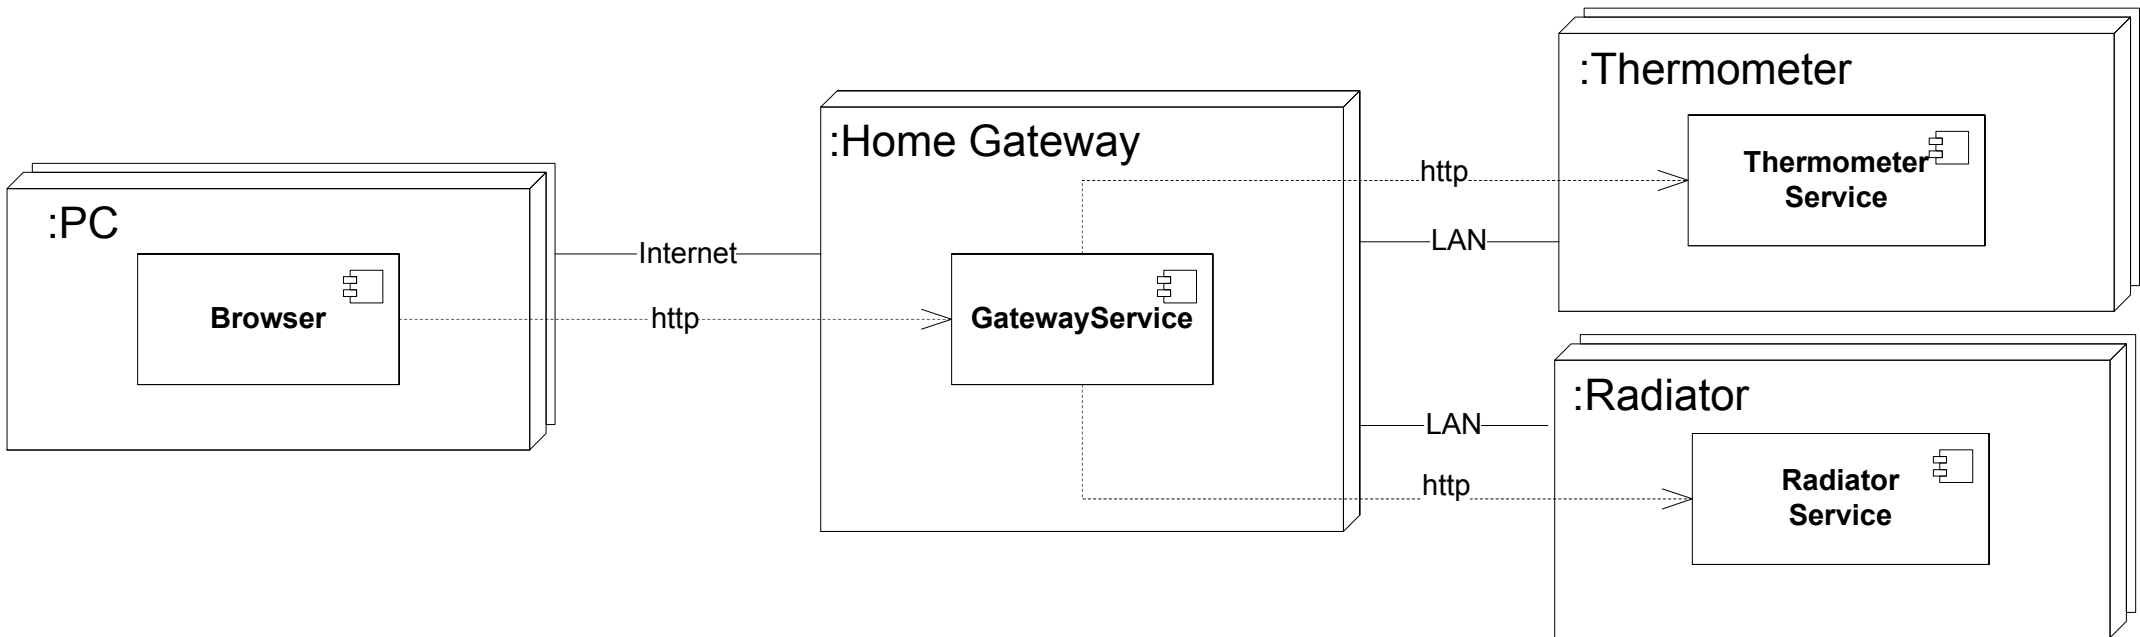 :PC
Browser
Internet
http
:Home Gateway
GatewayService
http
LAN
LAN
http
:Thermometer
Thermometer
Service
:Radiator
Radiator
Service